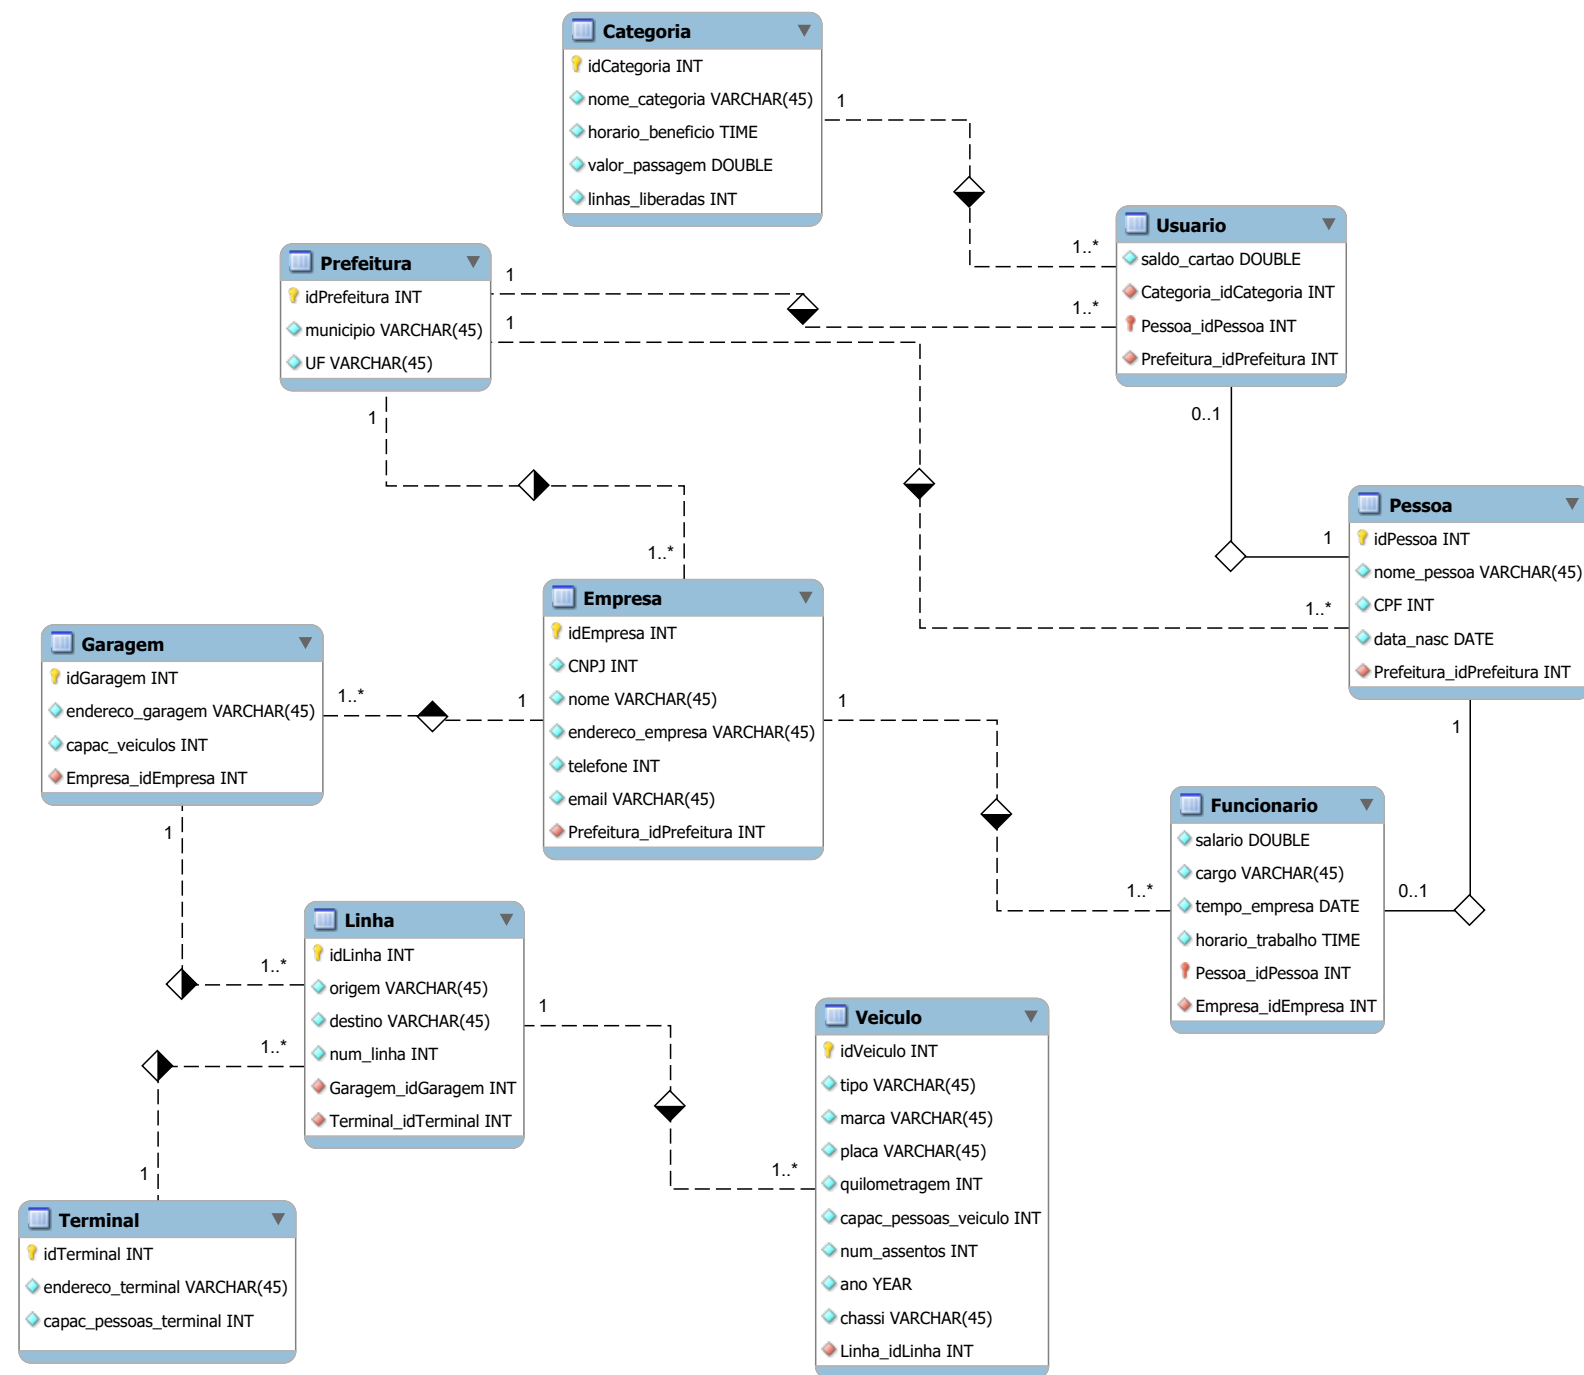 Categoria
idCategoria INT
nome_categoria VARCHAR(45)
horario_beneficio TIME
valor_passagem DOUBLE
linhas_liberadas INT
1
1..*
Usuario
saldo_cartao DOUBLE
Categoria_idCategoria INT
Pessoa_idPessoa INT
Prefeitura_idPrefeitura INT
Prefeitura
idPrefeitura INT
municipio VARCHAR(45)
UF VARCHAR(45)
1
1..*
1
1..*
1
1..*
0..1
1
Pessoa
idPessoa INT
nome_pessoa VARCHAR(45)
CPF INT
data_nasc DATE
Prefeitura_idPrefeitura INT
Empresa
idEmpresa INT
CNPJ INT
nome VARCHAR(45)
endereco_empresa VARCHAR(45)
telefone INT
email VARCHAR(45)
Prefeitura_idPrefeitura INT
Garagem
idGaragem INT
endereco_garagem VARCHAR(45)
capac_veiculos INT
Empresa_idEmpresa INT
1..*
1
1
1..*
1
0..1
Funcionario
salario DOUBLE
cargo VARCHAR(45)
tempo_empresa DATE
horario_trabalho TIME
Pessoa_idPessoa INT
Empresa_idEmpresa INT
1
1..*
Linha
idLinha INT
origem VARCHAR(45)
destino VARCHAR(45)
num_linha INT
Garagem_idGaragem INT
Terminal_idTerminal INT
1..*
1
1
1..*
Veiculo
idVeiculo INT
tipo VARCHAR(45)
marca VARCHAR(45)
placa VARCHAR(45)
quilometragem INT
capac_pessoas_veiculo INT
num_assentos INT
ano YEAR
chassi VARCHAR(45)
Linha_idLinha INT
Terminal
idTerminal INT
endereco_terminal VARCHAR(45)
capac_pessoas_terminal INT